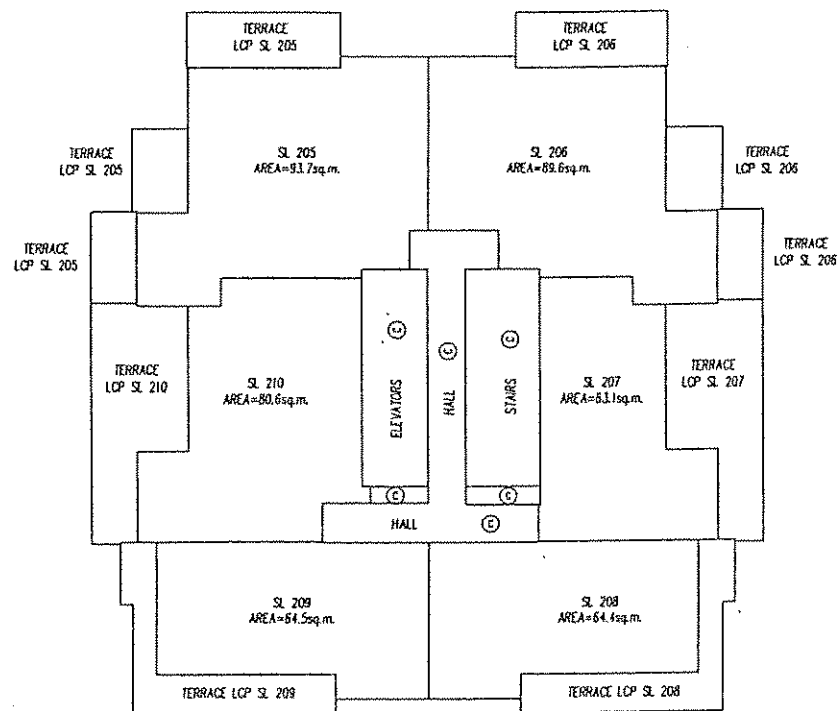 TERRACE
LCP SL 205
TERRACE
LCP SL 206
TERRACE
LCP SL 205
SL 205
AREA=93.7sq.m.
SL 206
AREA=89.6sq.m.
TERRACE
LCP SL 206
TERRACE
LCP SL 205
TERRACE
LCP SL 206
TERRACE
LCP SL 210
SL 210
AREA=80.6sq.m.
C
ELEVATORS
C
HALL
C
STAIRS
SL 207
AREA=63.1sq.m.
TERRACE
LCP SL 207
C
C
HALL
C
SL 209
AREA=64.5sq.m.
SL 208
AREA=64.4sq.m.
TERRACE LCP SL 209
TERRACE LCP SL 208